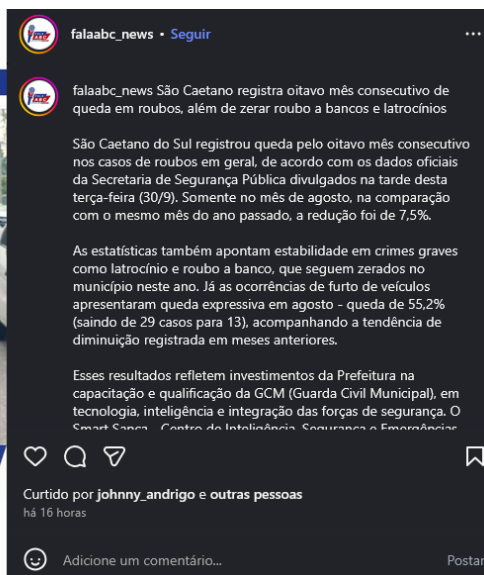 falaabc_news • Seguir
falaabc_news São Caetano registra oitavo mês consecutivo de
queda em roubos, além de zerar roubo a bancos e latrocínios
São Caetano do Sul registrou queda pelo oitavo mês consecutivo
nos casos de roubos em geral, de acordo com os dados oficiais
da Secretaria de Segurança Pública divulgados na tarde desta
terça-feira (30/9). Somente no mês de agosto, na comparação
com o mesmo mês do ano passado, a redução foi de 7,5%.
As estatísticas também apontam estabilidade em crimes graves
como latrocínio e roubo a banco, que seguem zerados no
município neste ano. Já as ocorrências de furto de veículos
apresentaram queda expressiva em agosto - queda de 55,2%
(saindo de 29 casos para 13), acompanhando a tendência de
diminuição registrada em meses anteriores.
Esses resultados refletem investimentos da Prefeitura na
capacitação e qualificação da GCM (Guarda Civil Municipal), em
tecnologia, inteligência e integração das forças de segurança. O
Smart Sanca - Centro de Inteligência, Segurança e Emergências
Curtido por johnny_andrigo e outras pessoas
há 16 horas
Adicione um comentário...
Postar